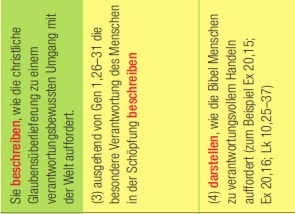 Sie beschreiben, wie die christliche
Glaubensüberlieferung zu einem
verantwortungsbewussten Umgang mit
der Welt auffordert.
(3) ausgehend von Gen 1,26–31 die
besondere Verantwortung des Menschen
in der Schöpfung beschreiben
(4) darstellen, wie die Bibel Menschen
zu verantwortungsvollem Handeln
auffordert (zum Beispiel Ex 20,15;
Ex 20,16; Lk 10,25–37)